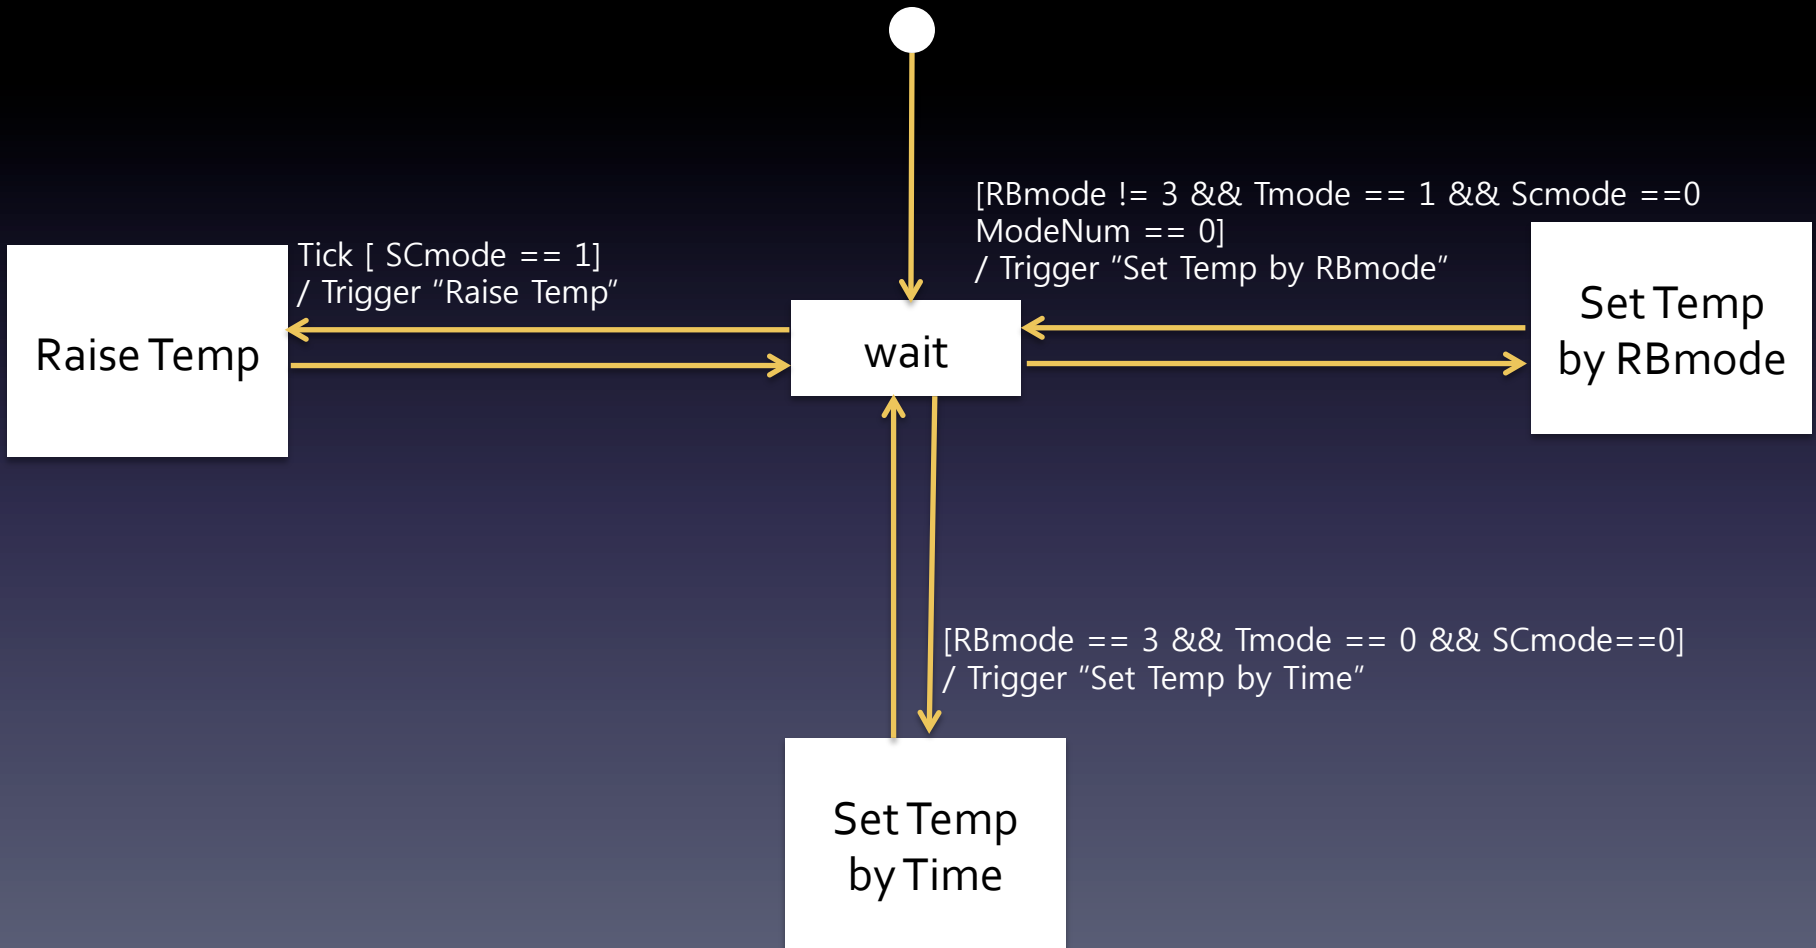 [RBmode != 3 && Tmode == 1 && Scmode ==0
ModeNum == 0]
/ Trigger “Set Temp by RBmode”
Tick [ SCmode == 1]
/ Trigger “Raise Temp”
Raise Temp
wait
Set Temp
by RBmode
[RBmode == 3 && Tmode == 0 && SCmode==0]
/ Trigger “Set Temp by Time”
Set Temp
by Time